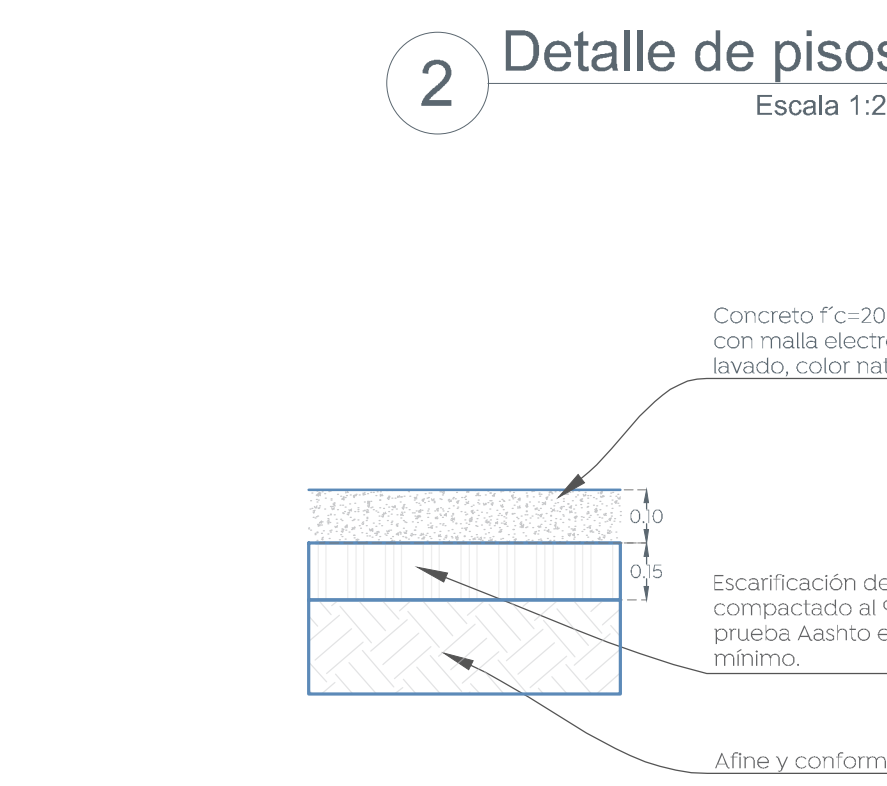 2
Detalle de pisos
Escala 1:2
Concreto f´c=20
con malla electr
lavado, color nat
0.10
0.15
Escarificación de
compactado al 9
prueba Aashto e
mínimo.
Afine y conform